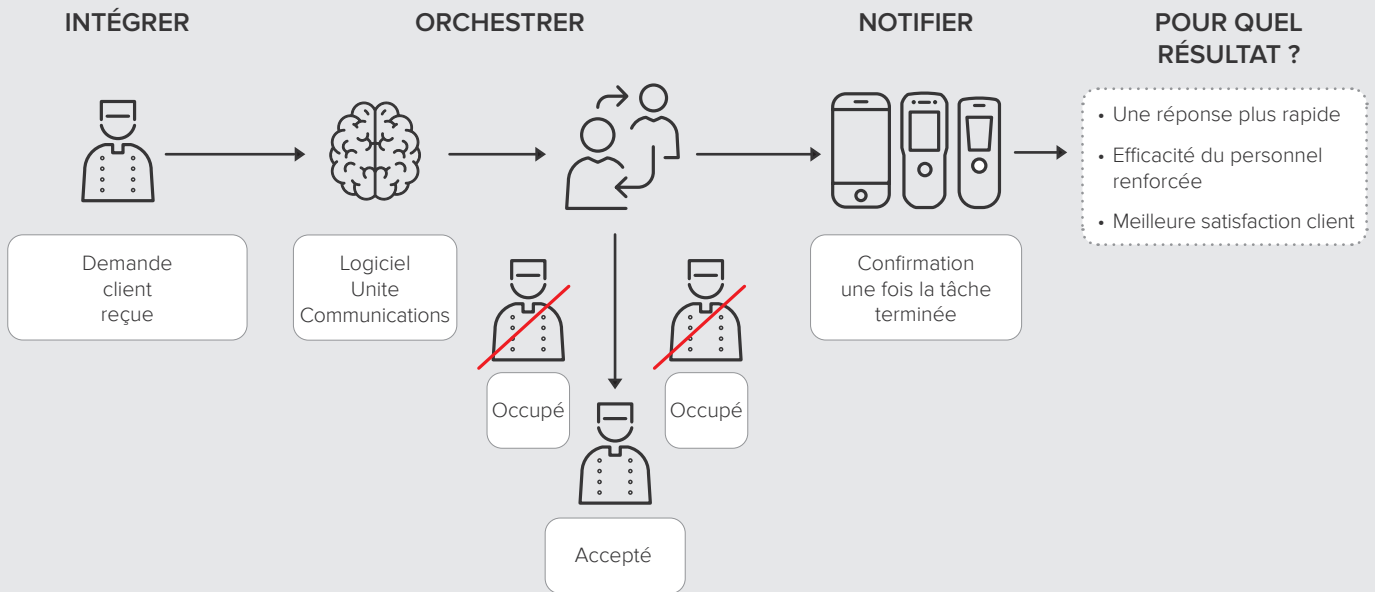 INTÉGRER
ORCHESTRER
NOTIFIER
POUR QUEL
RÉSULTAT ?
Demande
client
reçue
Logiciel
Unite
Communications
Occupé
Occupé
Accepté
Confirmation
une fois la tâche
terminée
• Une réponse plus rapide
• Efficacité du personnel
renforcée
• Meilleure satisfaction client